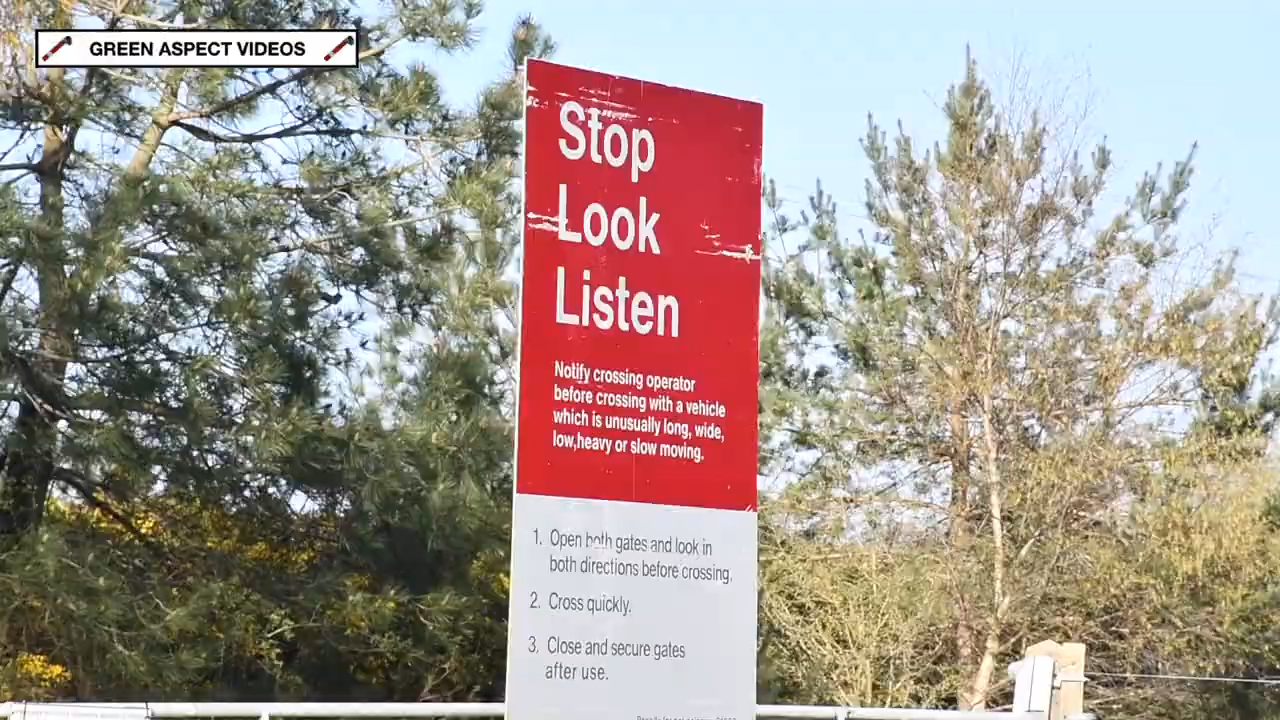 GREEN ASPECT VIDEOS
Stop
Look
Listen
Notify crossing operator
before crossing with a vehicle
which is unusually long, wide,
low,heavy or slow moving.
1. Open both gates and look in
both directions before crossing.
2. Cross quickly.
3. Close and secure gates
after use.